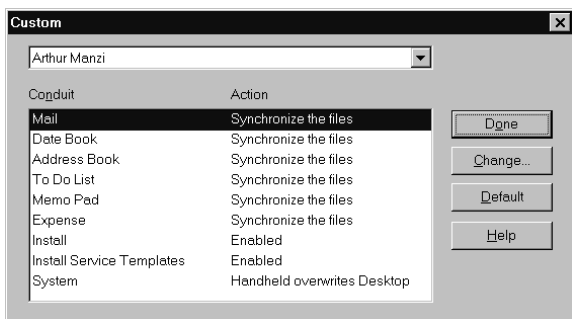 Custom
Arthur Manzi
Conduit Action
Mail Synchronize the files
Date Book Synchronize the files
Address Book Synchronize the files
To Do List Synchronize the files
Memo Pad Synchronize the files
Expense Synchronize the files
Install Enabled
Install Service Templates Enabled
System Handheld overwrites Desktop
Done
Change...
Default
Help